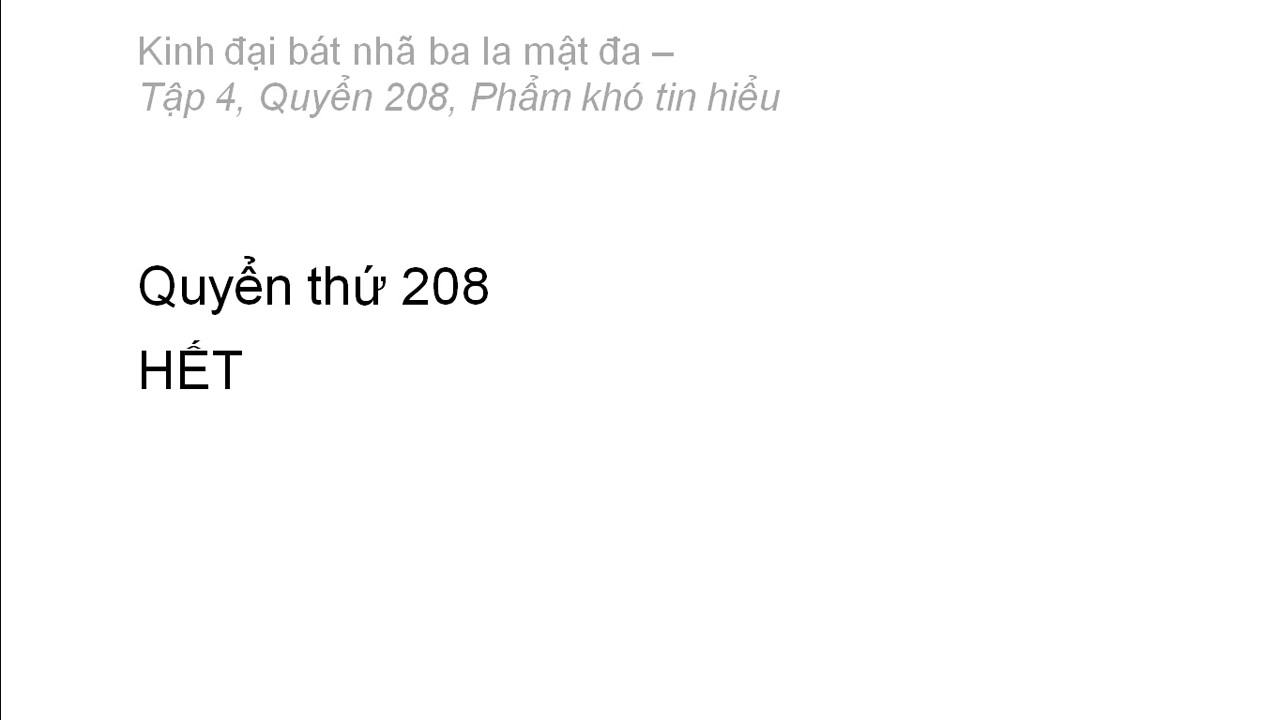 Kinh đại bát nhã ba la mật đa –
Tập 4, Quyển 208, Phẩm khó tin hiểu
Quyển thứ 208
HẾT